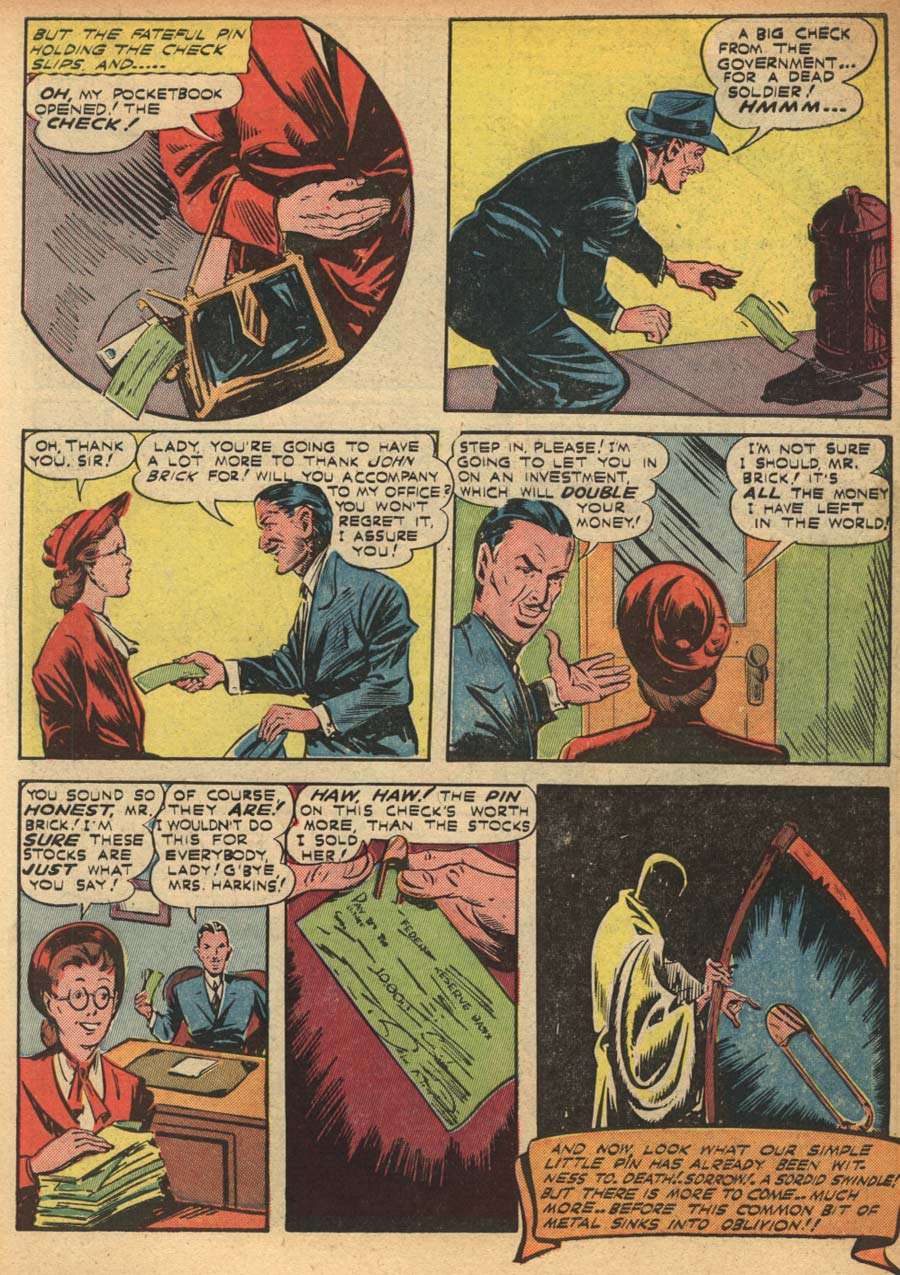 BUT THE FATEFUL PIN
HOLDING THE CHECK
SLIPS, AND.....
OH, MY POCKETBOOK
OPENED! THE
CHECK!
A BIG CHECK
FROM THE
GOVERNMENT...
FOR A DEAD
SOLDIER!
HMMM...
OH, THANK
YOU, SIR!
LADY, YOU'RE GOING TO HAVE
A LOT MORE TO THANK JOHN
BRICK FOR! WILL YOU ACCOMPANY
TO MY OFFICE?
YOU WON'T
REGRET IT,
I ASSURE
YOU!
STEP IN, PLEASE! I'M
GOING TO LET YOU IN
ON AN INVESTMENT,
WHICH WILL DOUBLE
YOUR
MONEY!
I'M NOT SURE
I SHOULD, MR.
BRICK! IT'S
ALL THE MONEY
I HAVE LEFT
IN THE WORLD!
YOU SOUND SO
HONEST, MR.
BRICK! I'M
SURE THESE
STOCKS ARE
JUST WHAT
YOU SAY!
OF COURSE,
THEY ARE!
I WOULDN'T DO
THIS FOR
EVERYBODY,
LADY! G'BYE,
MRS. HARKINS!
HAW, HAW! THE PIN
ON THIS CHECK'S WORTH
MORE, THAN THE STOCKS
I SOLD
HER!
FEDERAL RESERVE BANK
PAY
AND NOW, LOOK WHAT OUR SIMPLE
LITTLE PIN HAS ALREADY BEEN WIT-
NESS TO. DEATH!. SORROW!. A SORDID SWINDLE!
BUT THERE IS MORE TO COME.. MUCH
MORE.. BEFORE THIS COMMON BIT OF
METAL SINKS INTO OBLIVION!!